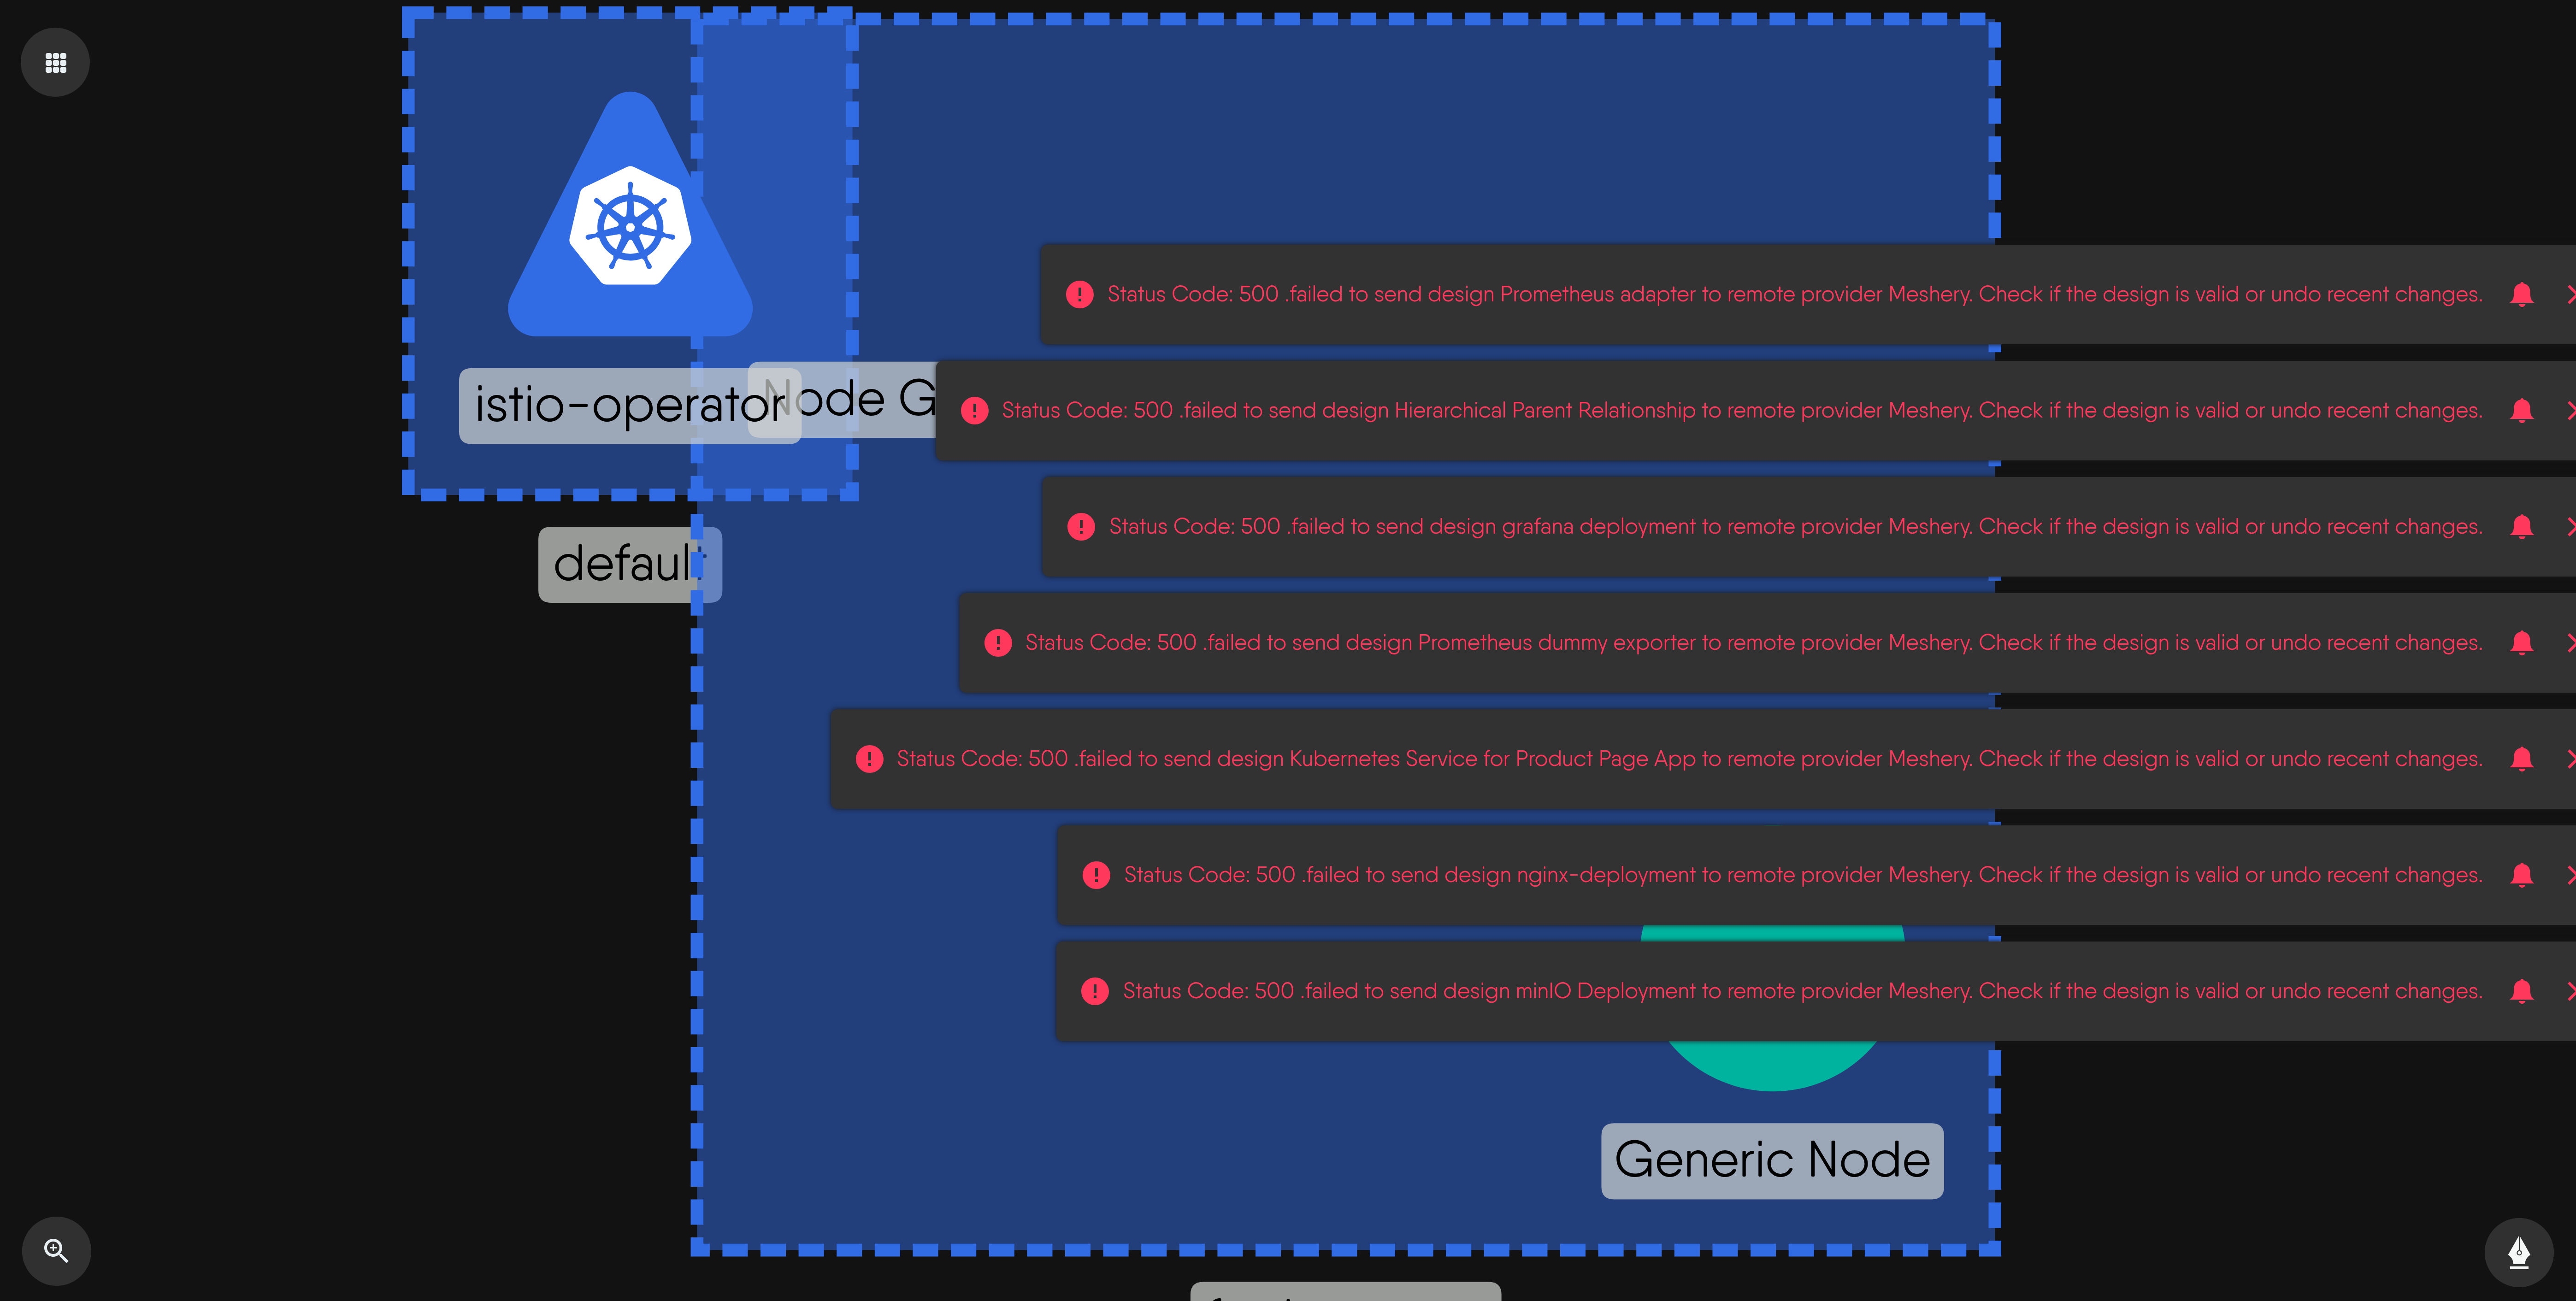 Status Code: 500 .failed to send design Prometheus adapter to remote provider Meshery. Check if the design is valid or undo recent changes.
istio-operator
Node G
Status Code: 500 .failed to send design Hierarchical Parent Relationship to remote provider Meshery. Check if the design is valid or undo recent changes.
Status Code: 500 .failed to send design grafana deployment to remote provider Meshery. Check if the design is valid or undo recent changes.
default
Status Code: 500 .failed to send design Prometheus dummy exporter to remote provider Meshery. Check if the design is valid or undo recent changes.
Status Code: 500 .failed to send design Kubernetes Service for Product Page App to remote provider Meshery. Check if the design is valid or undo recent changes.
Status Code: 500 .failed to send design nginx-deployment to remote provider Meshery. Check if the design is valid or undo recent changes.
Status Code: 500 .failed to send design minIO Deployment to remote provider Meshery. Check if the design is valid or undo recent changes.
Generic Node